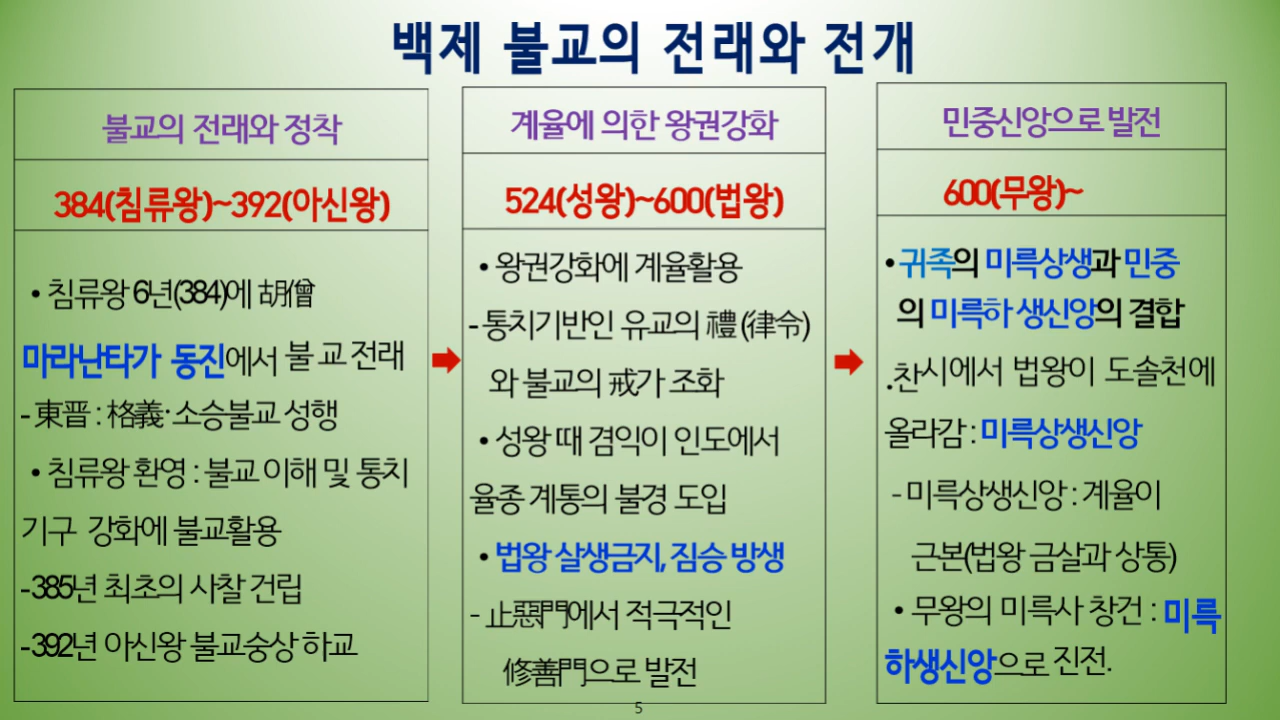 백제 불교의 전래와 전개
불교의 전래와 정착
384(침류왕)~392(아신왕)
• 침류왕 6년(384)에 胡僧
마라난타가 동진에서 불 교 전래
- 東晋 : 格義·소승불교 성행
• 침류왕 환영 : 불교 이해 및 통치
기구 강화에 불교활용
-385년 최초의 사찰 건립
-392년 아신왕 불교숭상 하교
계율에 의한 왕권강화
524(성왕)~600(법왕)
• 왕권강화에 계율활용
- 통치기반인 유교의 禮(律令)
와 불교의 戒가 조화
• 성왕 때 겸익이 인도에서
율종 계통의 불경 도입
• 법왕 살생금지, 짐승 방생
- 止惡門에서 적극적인
修善門으로 발전
민중신앙으로 발전
600(무왕)~
• 귀족의 미륵상생과 민중
의 미륵하 생신앙의 결합
.찬시에서 법왕이 도솔천에
올라감 : 미륵상생신앙
- 미륵상생신앙 : 계율이
근본(법왕 금살과 상통)
• 무왕의 미륵사 창건 : 미륵
하생신앙으로 진전.
5